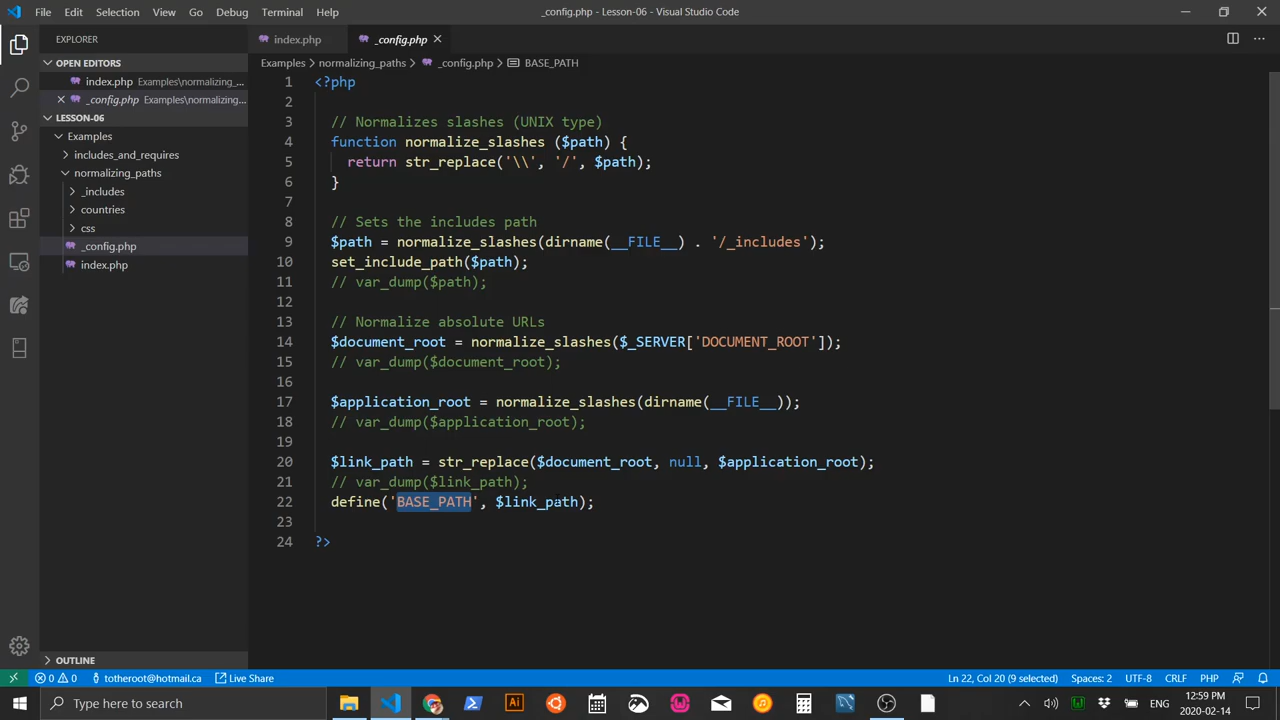 File Edit Selection View Go Debug Terminal Help
_config.php - Lesson-06 - Visual Studio Code
EXPLORER
OPEN EDITORS
index.php Examples\normalizing_...
_config.php Examples\normalizing...
LESSON-06
Examples
includes_and_requires
normalizing_paths
_includes
countries
css
_config.php
index.php
OUTLINE
index.php
_config.php
Examples > normalizing_paths > _config.php > BASE_PATH
1 <?php
2
3 // Normalizes slashes (UNIX type)
4 function normalize_slashes ($path) {
5 return str_replace('\\', '/', $path);
6 }
7
8 // Sets the includes path
9 $path = normalize_slashes(dirname(__FILE__) . '/_includes');
10 set_include_path($path);
11 // var_dump($path);
12
13 // Normalize absolute URLs
14 $document_root = normalize_slashes($_SERVER['DOCUMENT_ROOT']);
15 // var_dump($document_root);
16
17 $application_root = normalize_slashes(dirname(__FILE__));
18 // var_dump($application_root);
19
20 $link_path = str_replace($document_root, null, $application_root);
21 // var_dump($link_path);
22 define('BASE_PATH', $link_path);
23
24 ?>
0 0 totheroot@hotmail.ca Live Share
Ln 22, Col 20 (9 selected) Spaces: 2 UTF-8 CRLF PHP
Type here to search
Ai
ENG
12:59 PM
2020-02-14